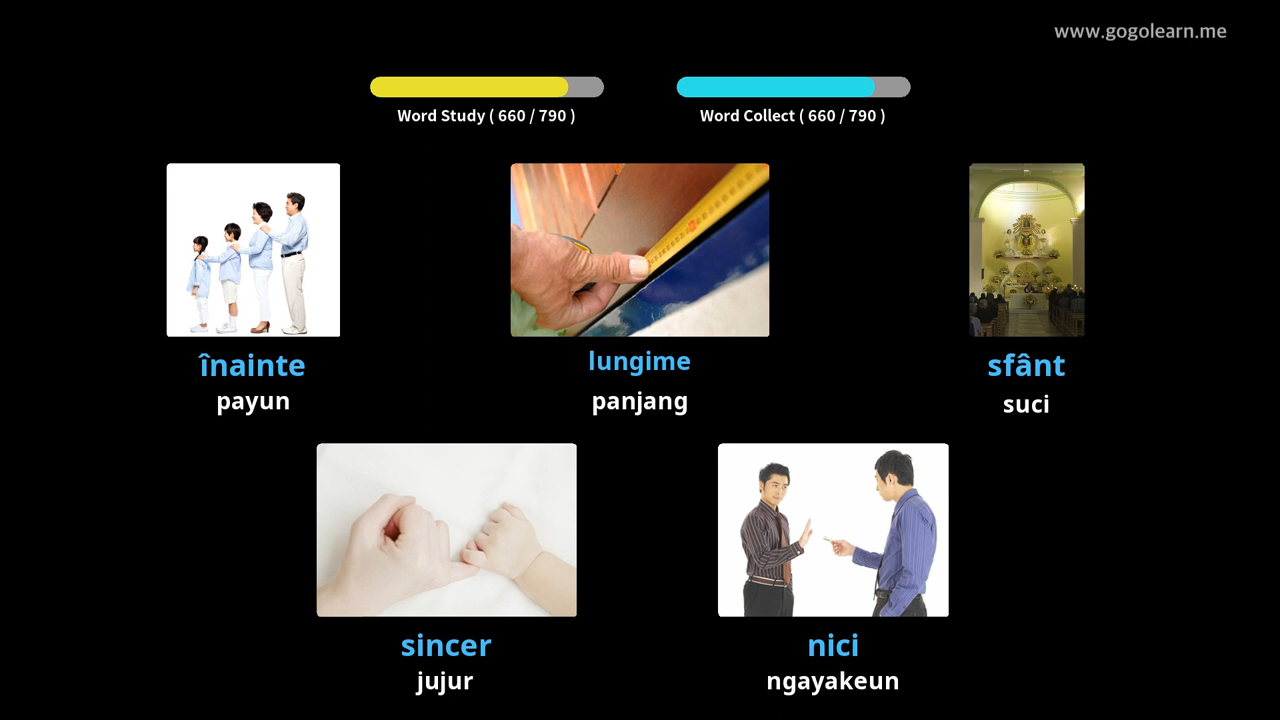 www.gogolearn.me
Word Study ( 660 / 790 )
Word Collect ( 660 / 790 )
înainte
payun
lungime
panjang
sfânt
suci
sincer
jujur
nici
ngayakeun